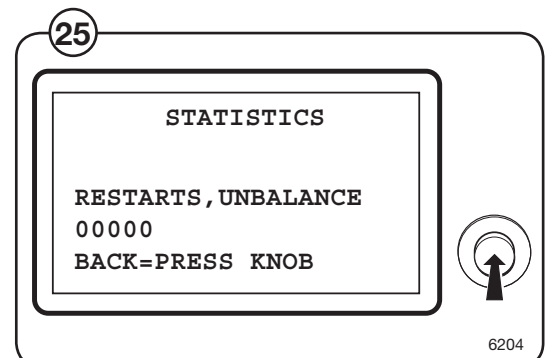 25
STATISTICS
RESTARTS,UNBALANCE
00000
BACK=PRESS KNOB
6204